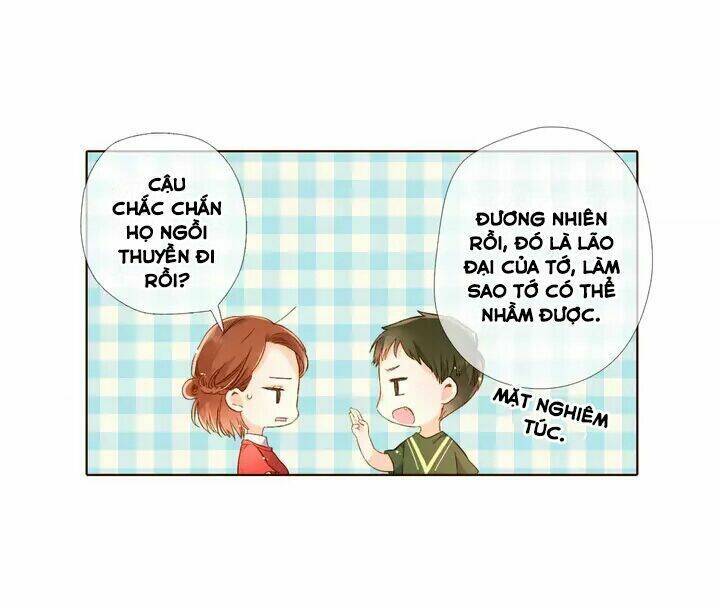 CẬU
CHẮC CHẮN
HỌ NGỒI
THUYỀN ĐI
RỒI?
ĐƯƠNG NHIÊN
RỒI, ĐÓ LÀ LÃO
ĐẠI CỦA TỚ, LÀM
SAO TỚ CÓ THỂ
NHẦM ĐƯỢC.
MẶT NGHIÊM
TÚC.